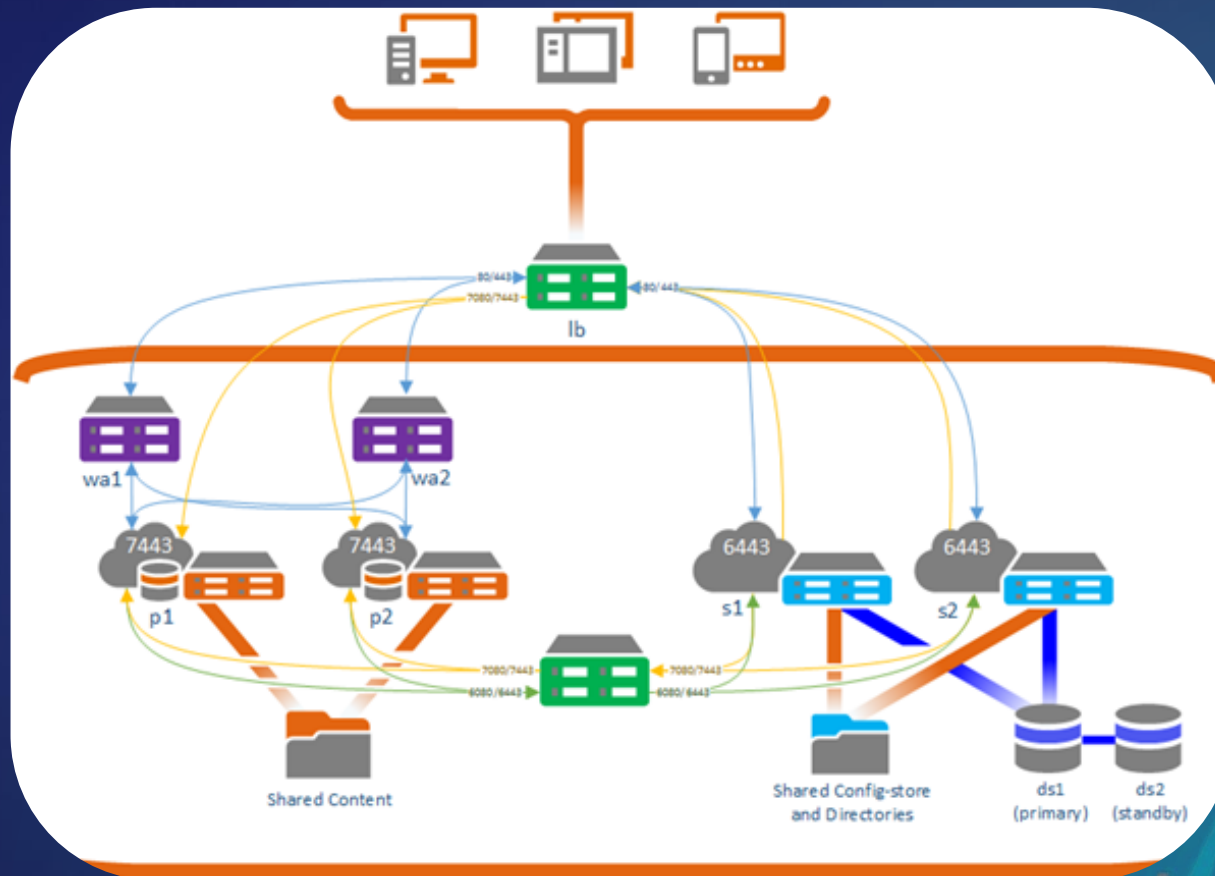 80/443
80/443
7080/7443
lb
wa1
wa2
7443
7443
6443
6443
p1
p2
s1
s2
7080/7443
7080/7443
6080/6443
6080/6443
Shared Content
Shared Config-store
and Directories
ds1
(primary)
ds2
(standby)